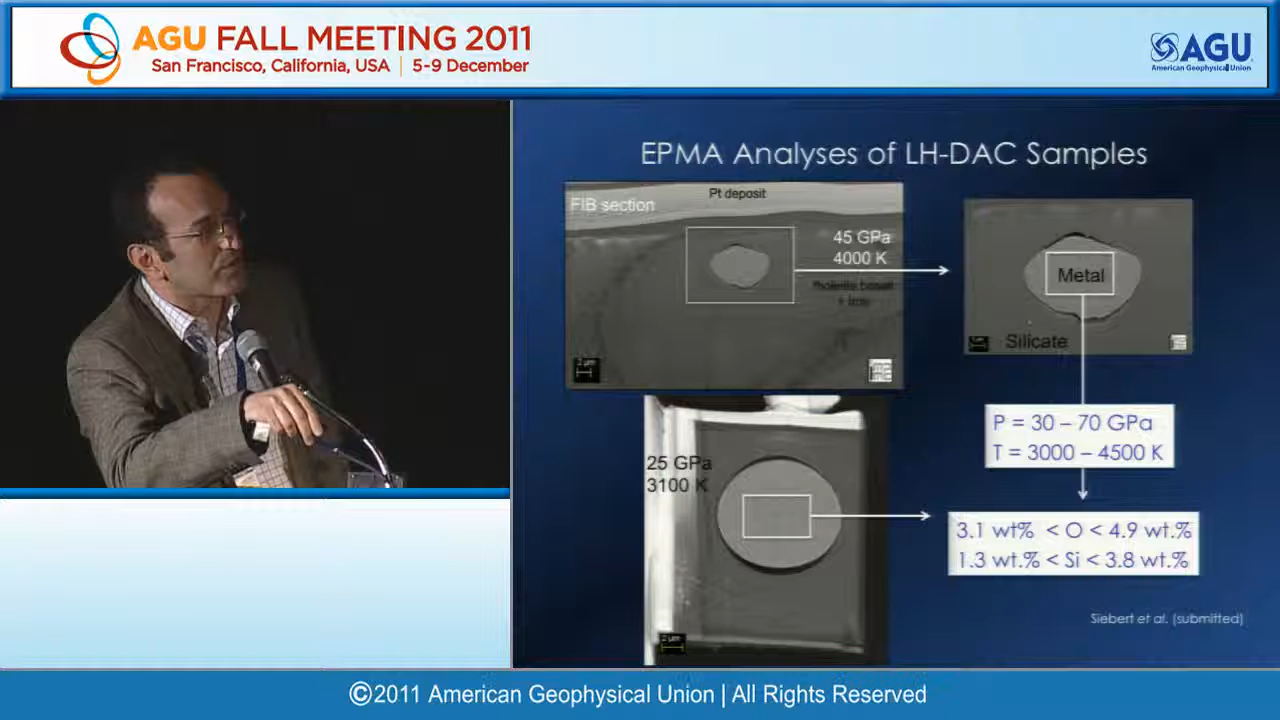 AGU FALL MEETING 2011
San Francisco, California, USA | 5-9 December
AGU
American Geophysical Union
EPMA Analyses of LH-DAC Samples
Pt deposit
FIB section
45 GPa
4000 K
Metal
Silicate
P = 30 – 70 GPa
T = 3000 – 4500 K
25 GPa
3100 K
3.1 wt% < O < 4.9 wt.%
1.3 wt.% < Si < 3.8 wt.%
2 µm
Siebert et al. (submitted)
©2011 American Geophysical Union | All Rights Reserved